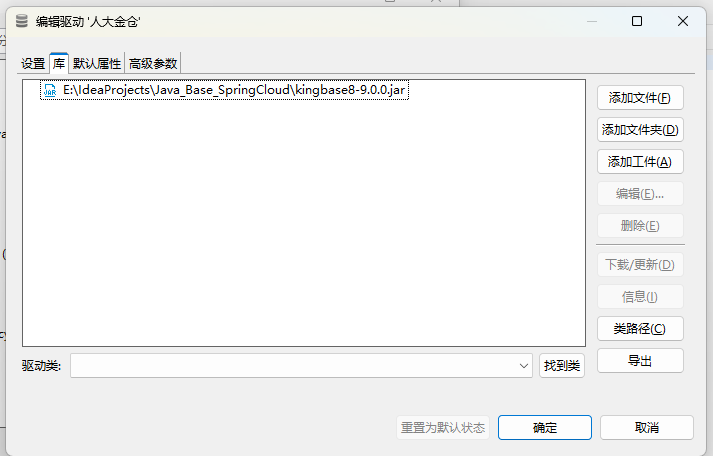 编辑驱动 '人大金仓'
设置 库 默认属性 高级参数
E:\IdeaProjects\Java_Base_SpringCloud\kingbase8-9.0.0.jar
添加文件(F)
添加文件夹(D)
添加工件(A)
编辑(E)...
删除(E)
下载/更新(D)
信息(I)
类路径(C)
导出
驱动类:
找到类
重置为默认状态 确定 取消